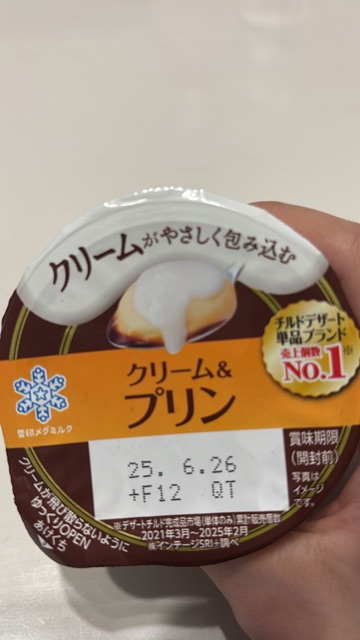 クリームがやさしく包み込む
チルドデザート
単品ブランド
売上個数
No.1※
クリーム&
プリン
雪印メグミルク
賞味期限
(開封前)
25. 6.26
+F12 QT
写真は
イメージ
です。
クリームが飛び散らないように
ゆっくりOPEN
あけくち
※デザートチルド完成品市場(単体のみ)累計販売個数
2021年3月〜2025年2月
㈱インテージSRI+調べ